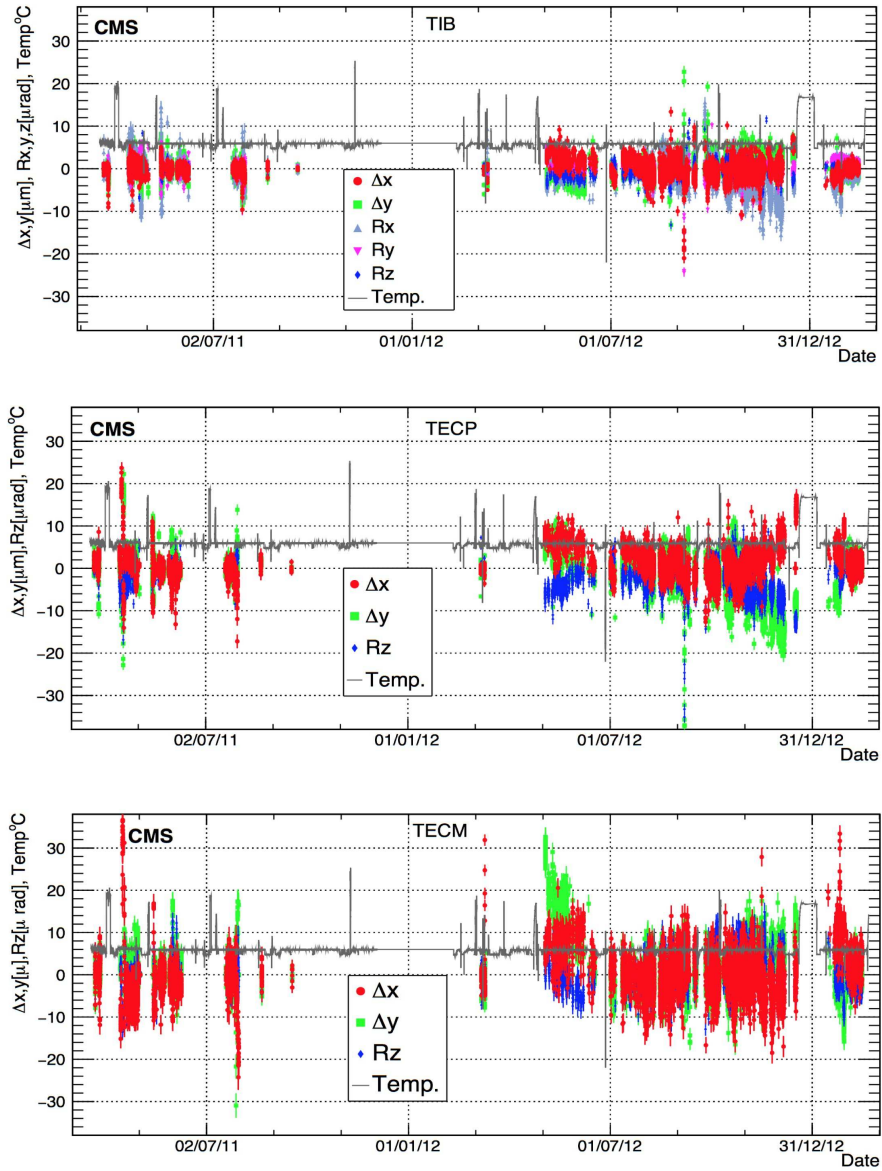 CMS TIB
Δx,y[μm], Rx,y,z[μrad], Temp°C
30
20
10
0
−10
−20
−30
Δx
Δy
Rx
Ry
Rz
Temp.
02/07/11 01/01/12 01/07/12 31/12/12
Date
CMS TECP
Δx,y[μm],Rz[μrad], Temp°C
30
20
10
0
−10
−20
−30
Δx
Δy
Rz
Temp.
02/07/11 01/01/12 01/07/12 31/12/12
Date
CMS TECM
Δx,y[μ],Rz[μ rad], Temp°C
30
20
10
0
−10
−20
−30
Δx
Δy
Rz
Temp.
02/07/11 01/01/12 01/07/12 31/12/12
Date